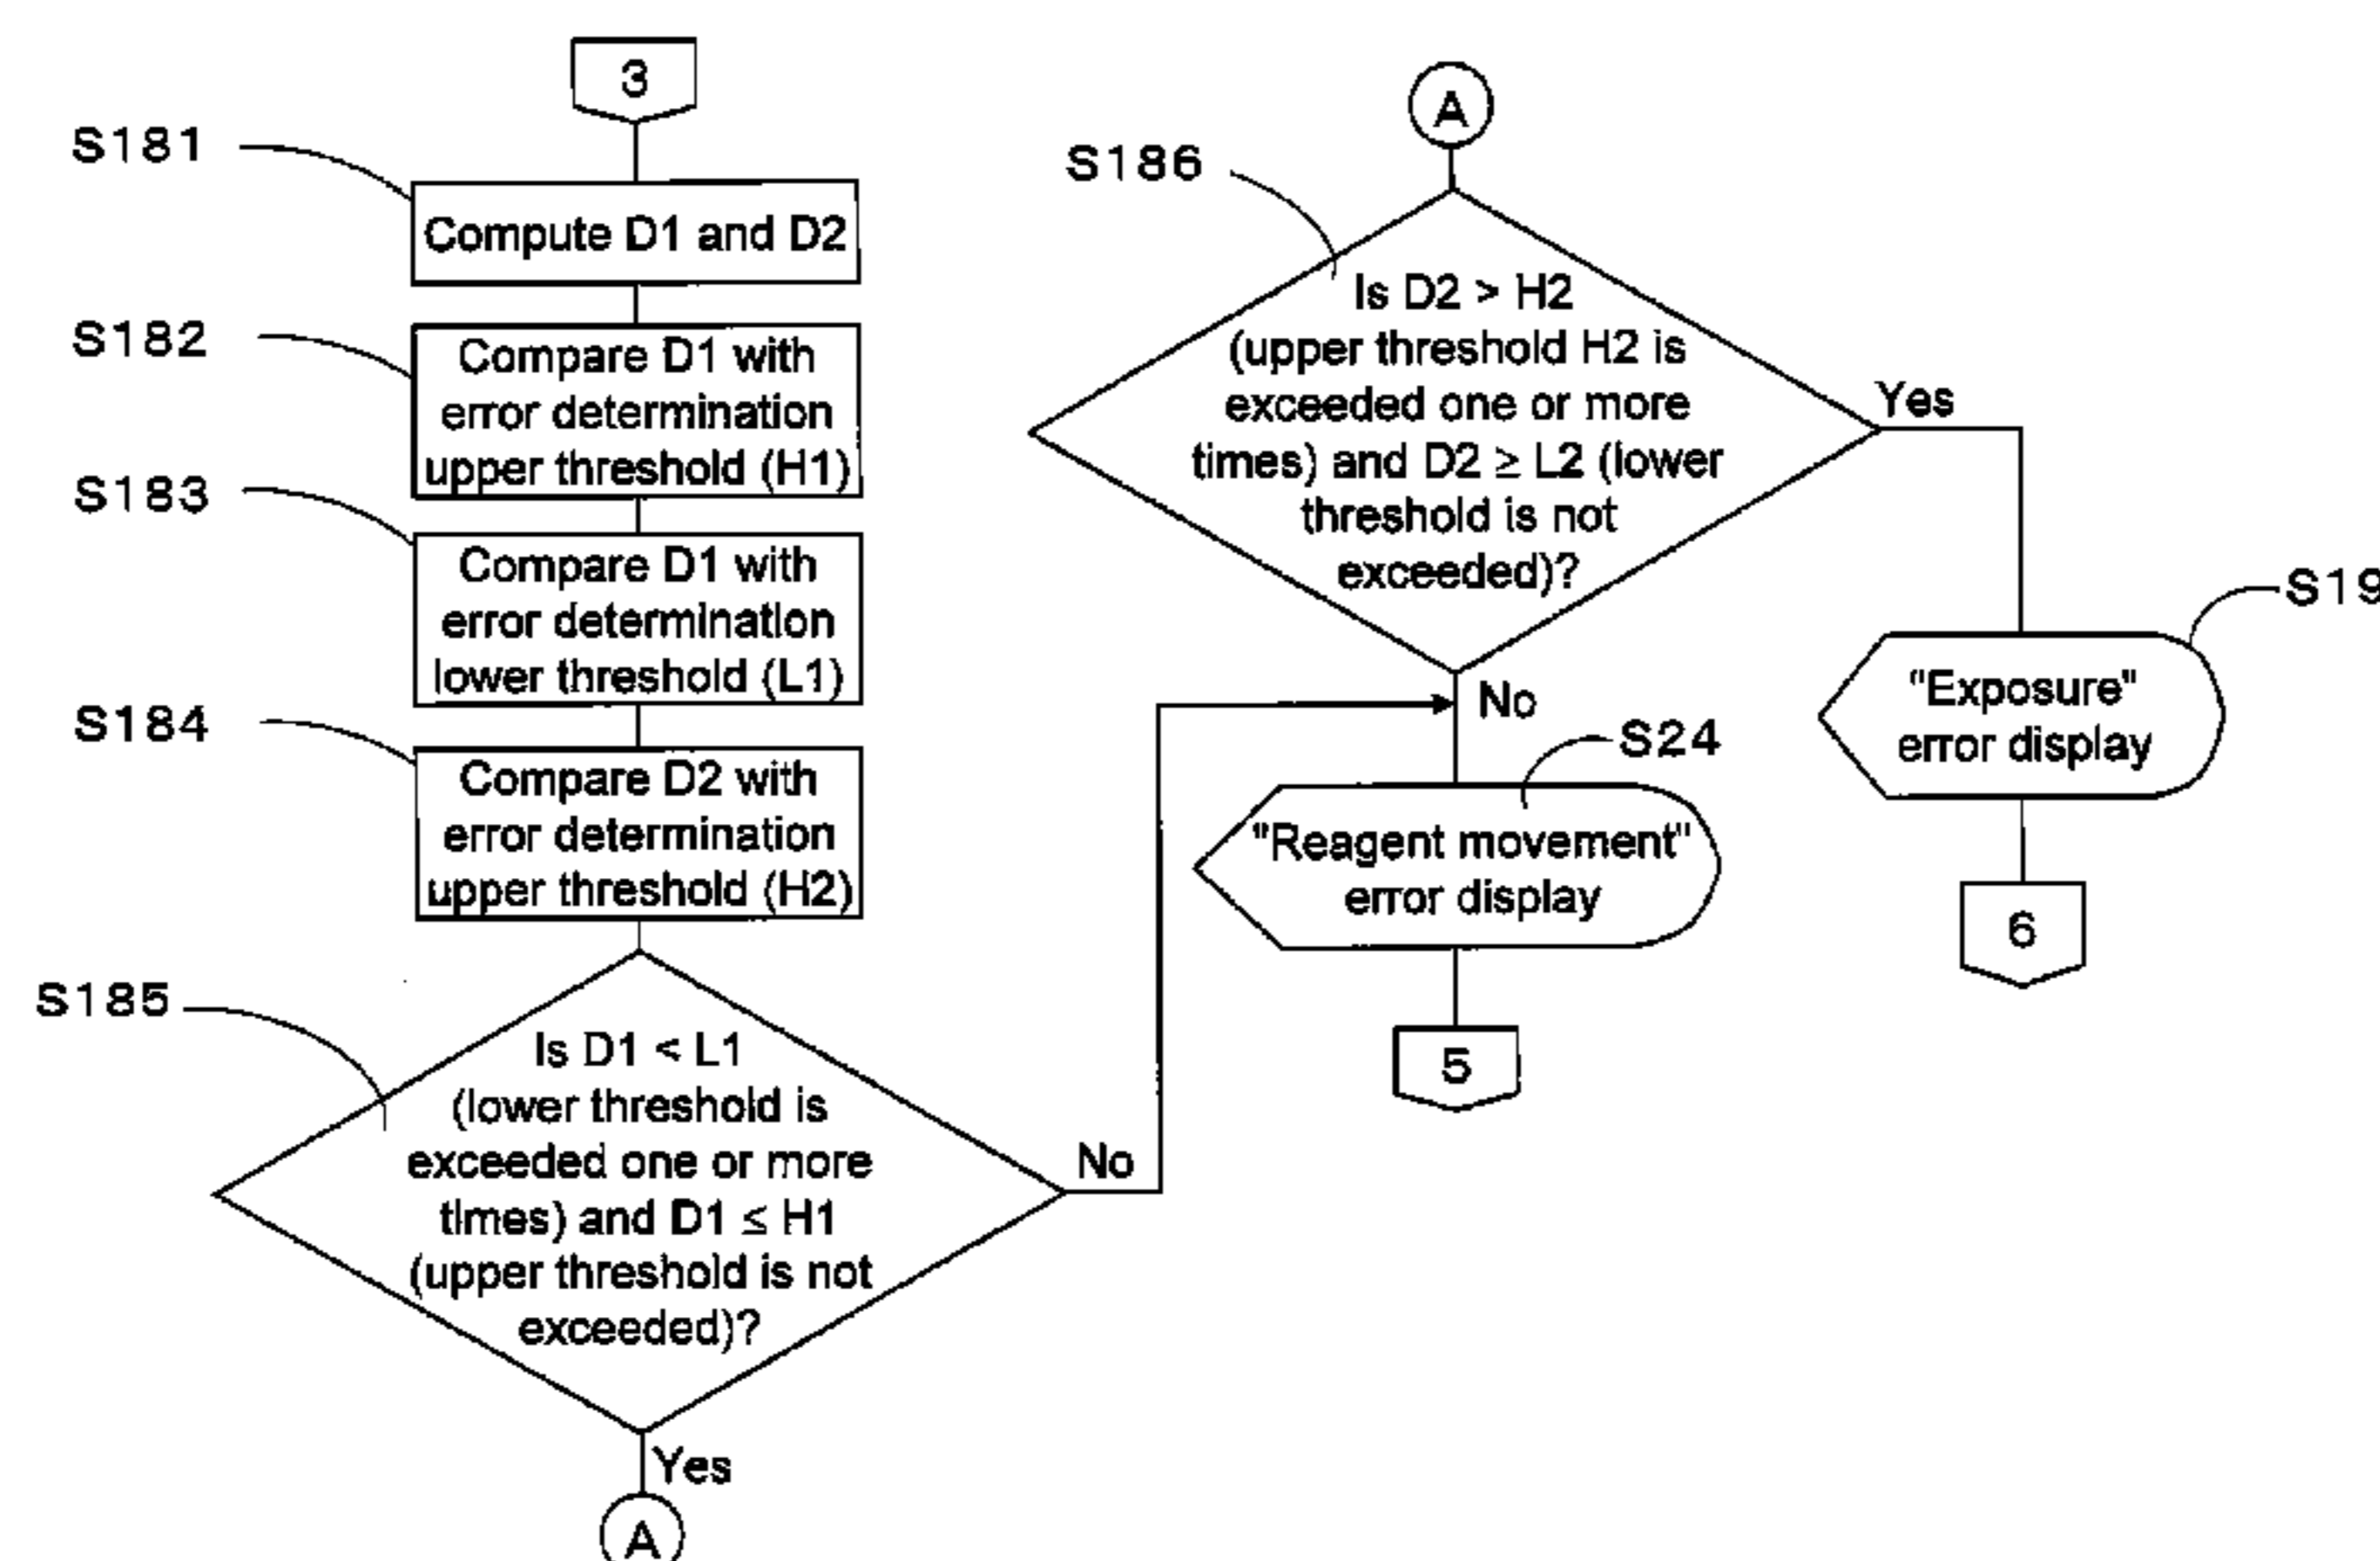 3
S181
Compute D1 and D2
S182
Compare D1 with
error determination
upper threshold (H1)
S183
Compare D1 with
error determination
lower threshold (L1)
S184
Compare D2 with
error determination
upper threshold (H2)
S185
Is D1 < L1
(lower threshold is
exceeded one or more
times) and D1 ≤ H1
(upper threshold is not
exceeded)?
No
Yes
A
A
S186
Is D2 > H2
(upper threshold H2 is
exceeded one or more
times) and D2 ≥ L2 (lower
threshold is not
exceeded)?
Yes
No
S19
"Exposure"
error display
6
S24
"Reagent movement"
error display
5